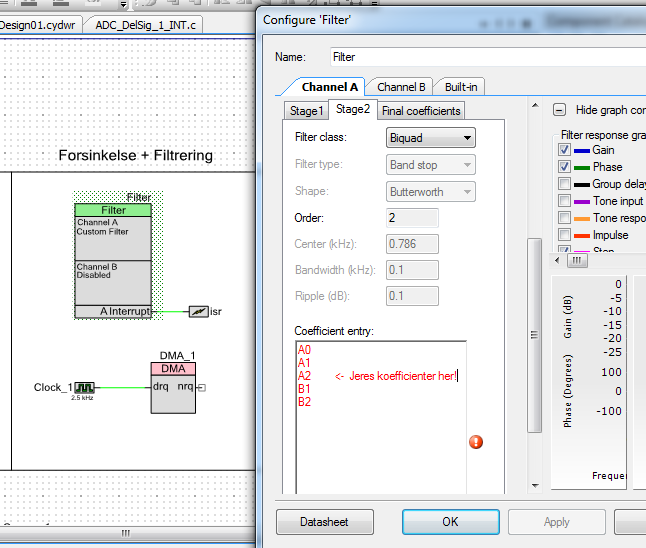 Design01.cydwr
ADC_DelSig_1_INT.c
Forsinkelse + Filtrering
Filter
Filter
Channel A
Custom Filter
Channel B
Disabled
A Interrupt
isr
DMA_1
DMA
Clock_1
2.5 kHz
drq nrq
Configure 'Filter'
Name: Filter
Channel A Channel B Built-in
Stage1 Stage2 Final coefficients
Filter class: Biquad
Filter type: Band stop
Shape: Butterworth
Order: 2
Center (kHz): 0.786
Bandwidth (kHz): 0.1
Ripple (dB): 0.1
Coefficient entry:
A0
A1
A2 <- Jeres koefficienter her!
B1
B2
Hide graph con
Filter response gra
Gain
Phase
Group delay
Tone input
Tone respo
Impulse
Gain (dB)
0
-5
-10
-15
-20
-25
Phase (Degrees)
100
0
-100
Frequen
Datasheet OK Apply